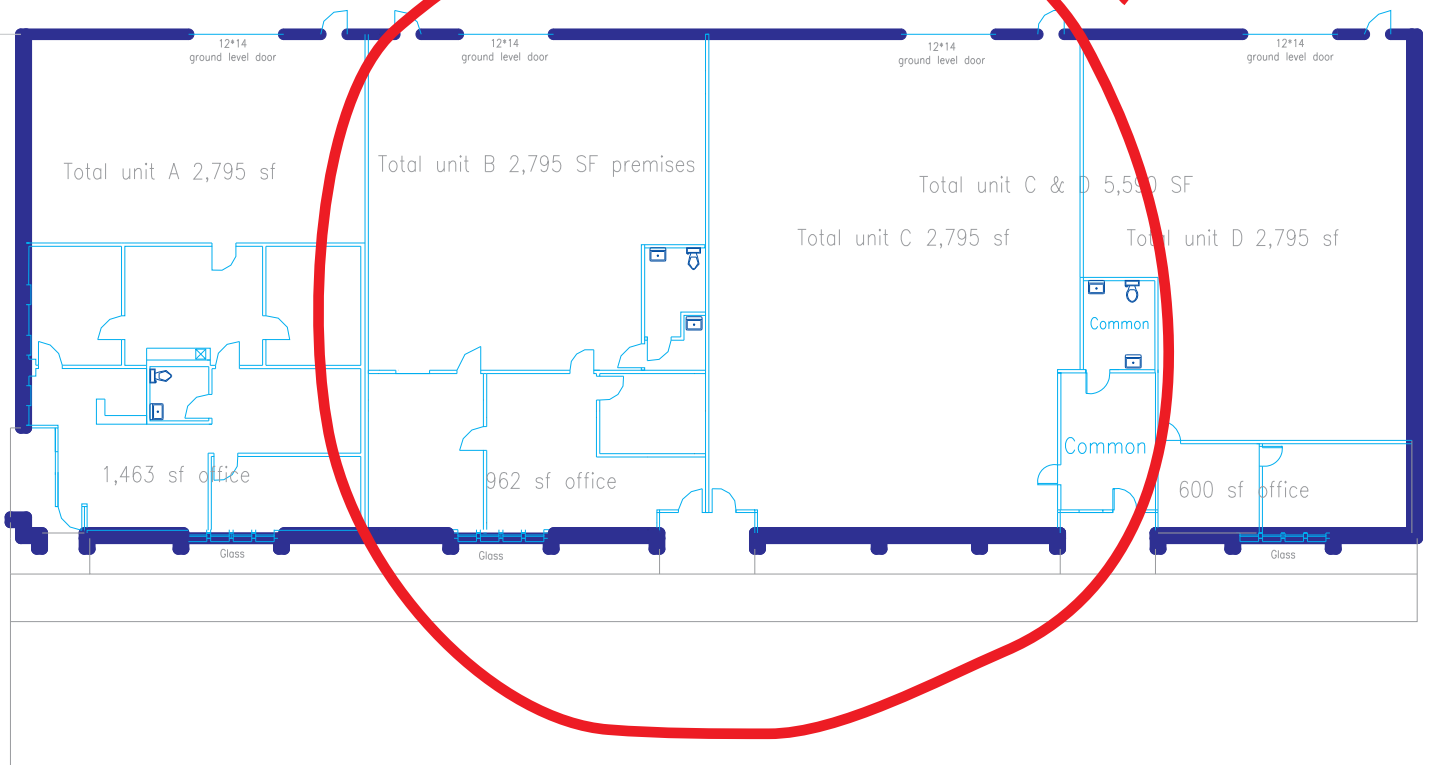 12*14
ground level door
12*14
ground level door
12*14
ground level door
12*14
ground level door
Total unit A 2,795 sf
Total unit B 2,795 SF premises
Total unit C & D 5,590 SF
Total unit C 2,795 sf
Total unit D 2,795 sf
Common
Common
1,463 sf office
962 sf office
600 sf office
Glass
Glass
Glass